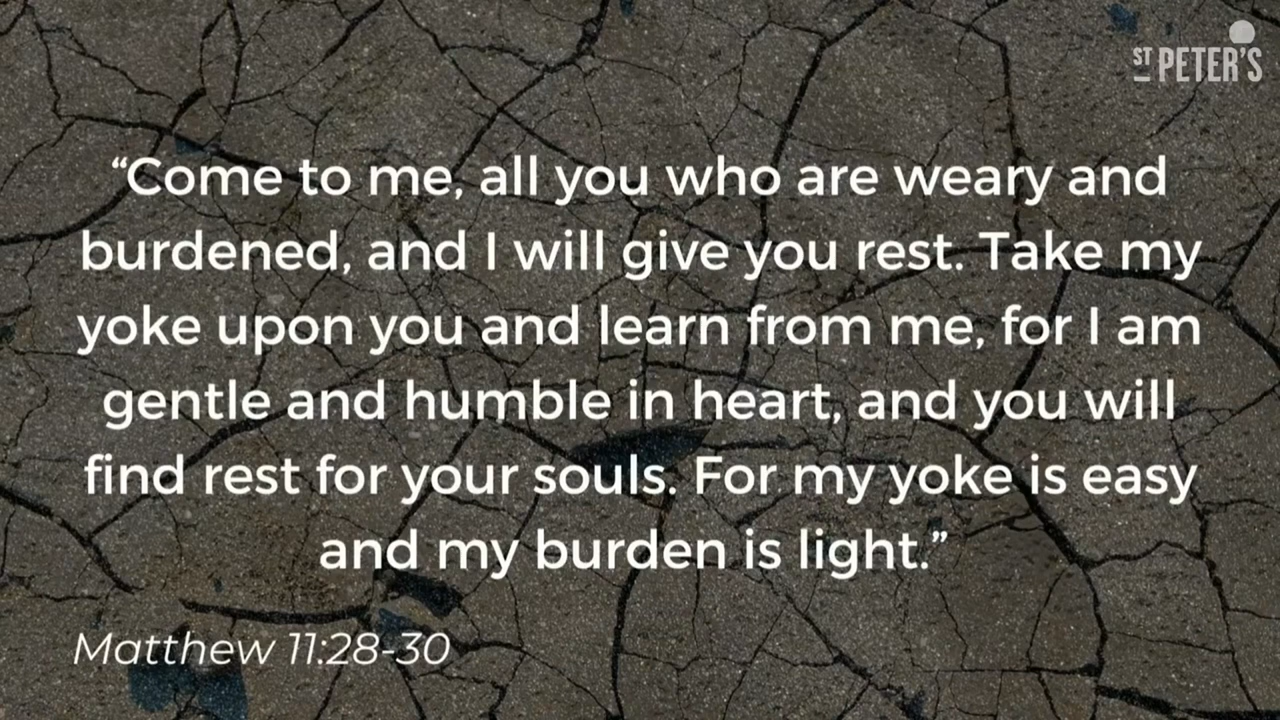 ST PETER'S
“Come to me, all you who are weary and
burdened, and I will give you rest. Take my
yoke upon you and learn from me, for I am
gentle and humble in heart, and you will
find rest for your souls. For my yoke is easy
and my burden is light.”
Matthew 11:28-30